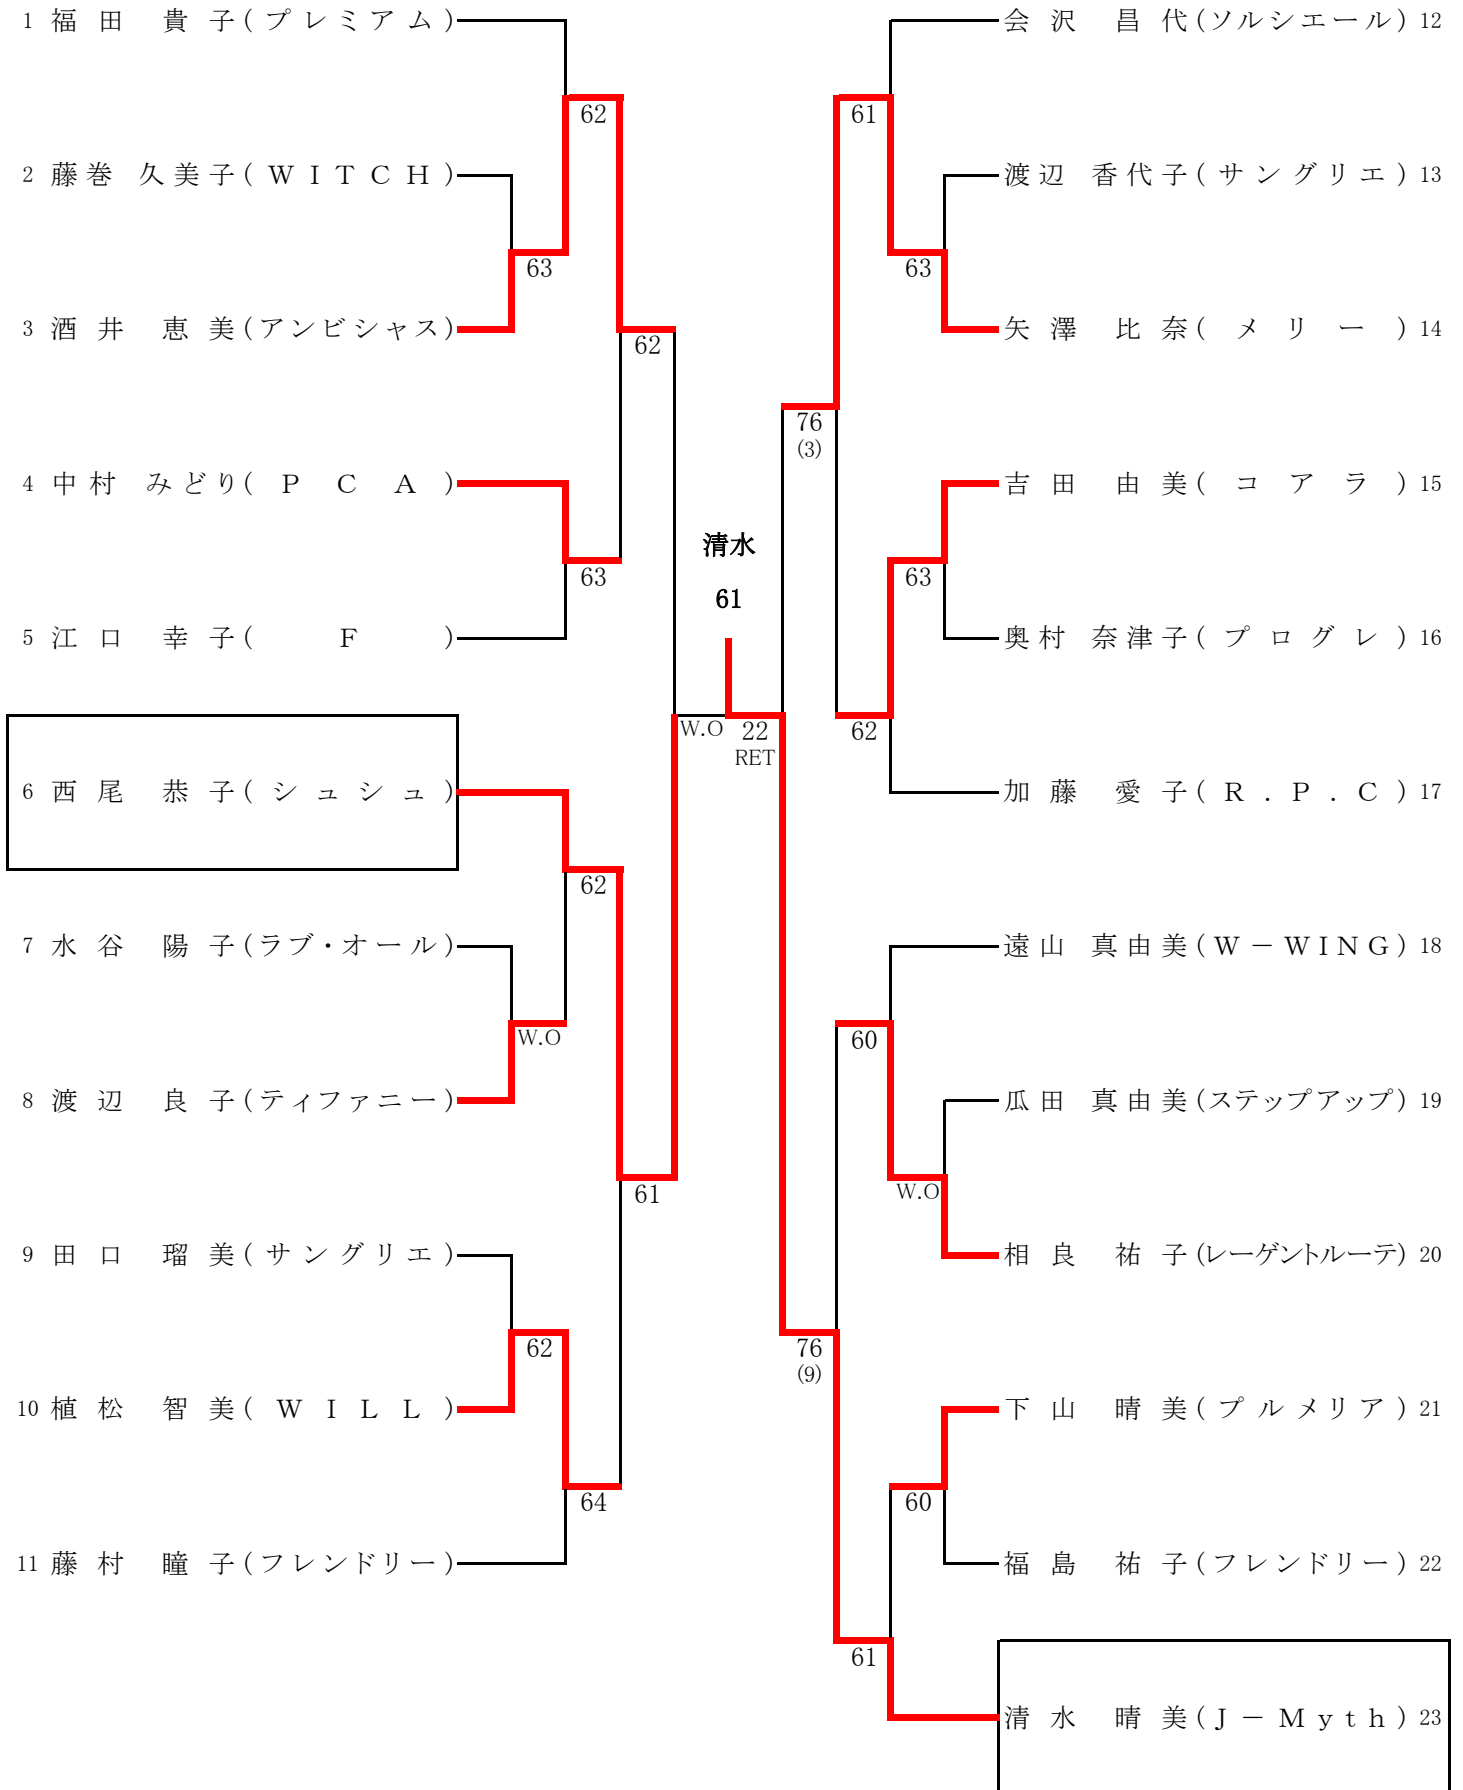 1 福田 貴子(プレミアム)
62
2 藤巻 久美子(WITCH)
63
3 酒井 恵美(アンビシャス)
62
4 中村 みどり(PCA)
63
5 江口 幸子(F)
6 西尾 恭子(シュシュ)
62
7 水谷 陽子(ラブ・オール)
W.O
8 渡辺 良子(ティファニー)
61
9 田口 瑠美(サングリエ)
62
10 植松 智美(WILL)
64
11 藤村 瞳子(フレンドリー)
清水
61
W.O
22
RET
会沢 昌代(ソルシエール) 12
61
渡辺 香代子(サングリエ) 13
63
矢澤 比奈(メリー) 14
76
(3)
吉田 由美(コアラ) 15
63
奥村 奈津子(プログレ) 16
62
加藤 愛子(R.P.C) 17
遠山 真由美(W-WING) 18
60
瓜田 真由美(ステップアップ) 19
W.O
相良 祐子(レーゲントルーテ) 20
76
(9)
下山 晴美(プルメリア) 21
60
福島 祐子(フレンドリー) 22
61
清水 晴美(J-Myth) 23